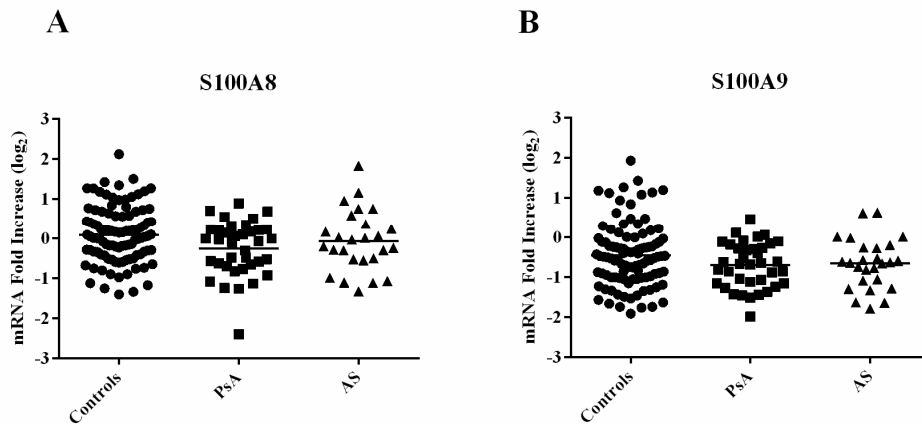 A
S100A8
mRNA Fold Increase (log2)
3
2
1
0
-1
-2
-3
Controls
PsA
AS
B
S100A9
mRNA Fold Increase (log2)
3
2
1
0
-1
-2
-3
Controls
PsA
AS